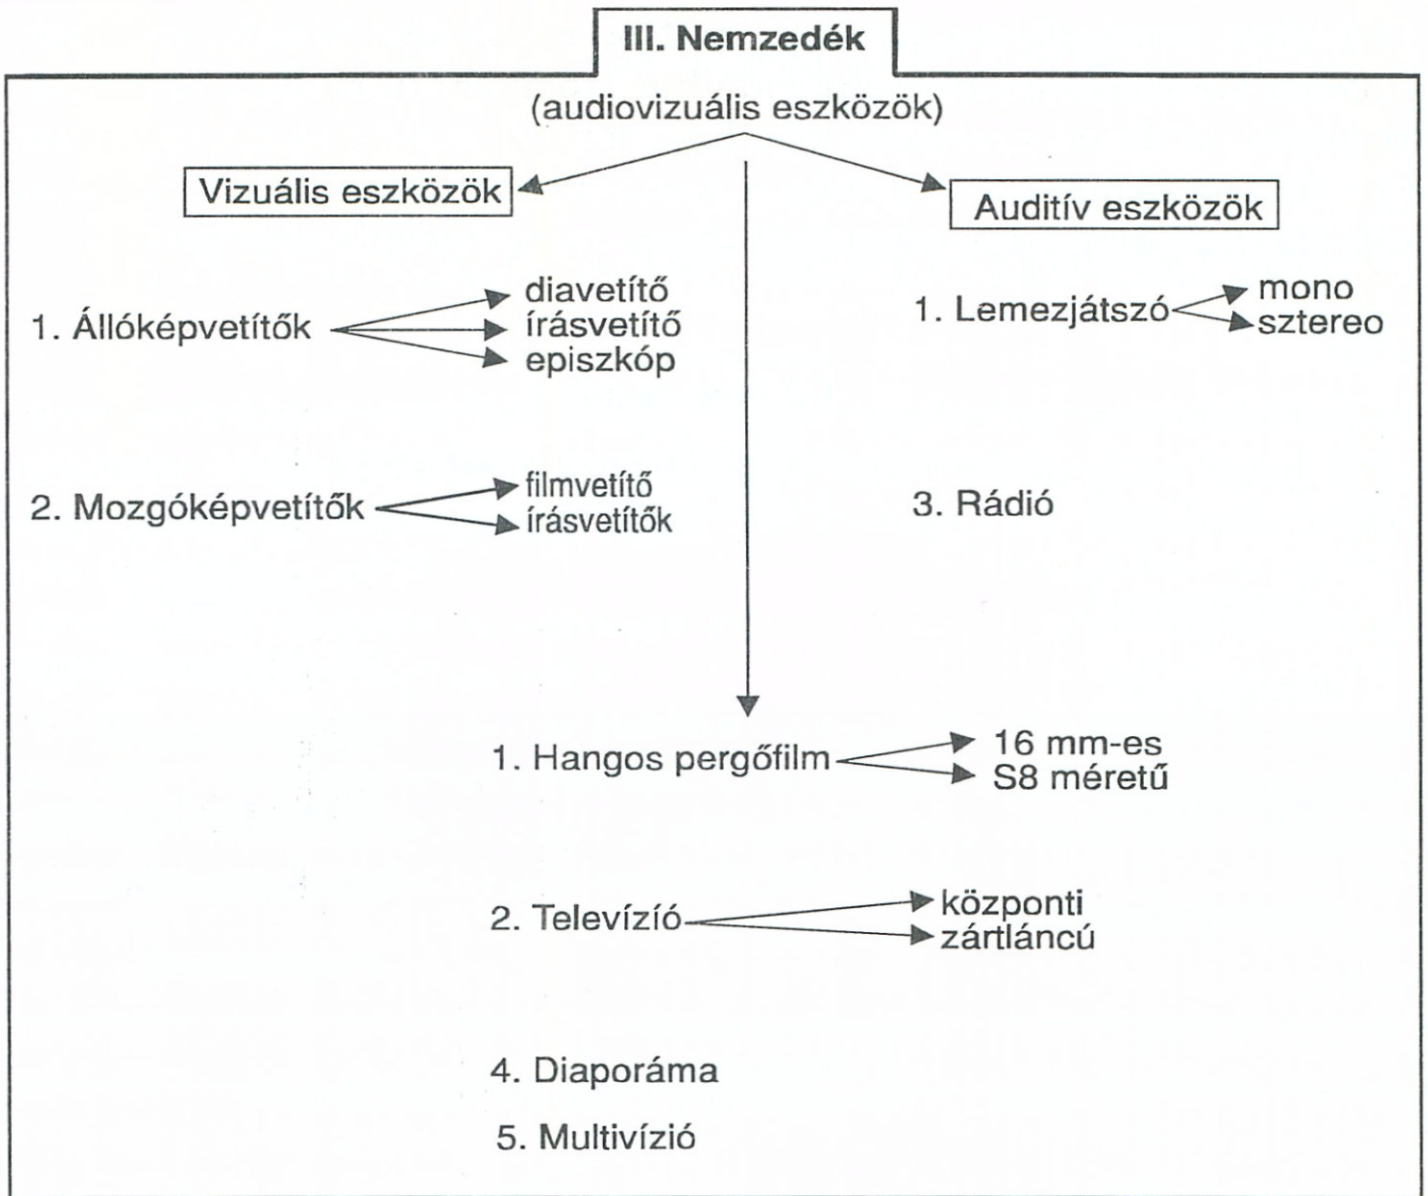 III. Nemzedék
(audiovizuális eszközök)
Vizuális eszközök
1. Állóképvetítők
diavetítő
írásvetítő
episzkóp
2. Mozgóképvetítők
filmvetítő
írásvetítők
Auditív eszközök
1. Lemezjátszó
mono
sztereo
3. Rádió
1. Hangos pergőfilm
16 mm-es
S8 méretű
2. Televízíó
központi
zártláncú
4. Diaporáma
5. Multivízió